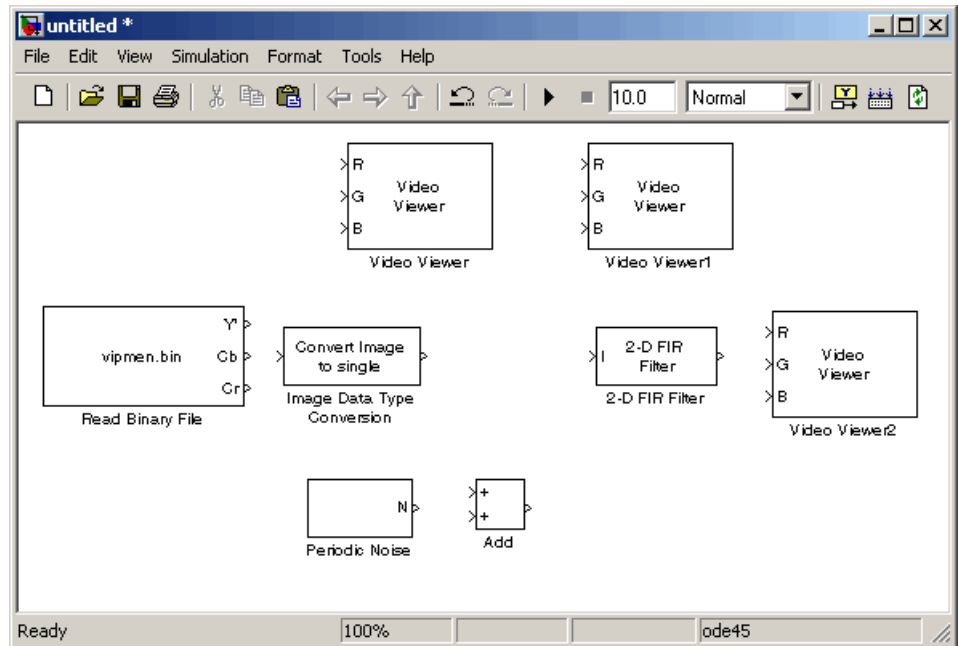 untitled *
File Edit View Simulation Format Tools Help
10.0 Normal
R
G
B
Video
Viewer
Video Viewer
R
G
B
Video
Viewer
Video Viewer1
vipmen.bin
Y'
Cb
Cr
Read Binary File
Convert Image
to single
Image Data Type
Conversion
I
2-D FIR
Filter
2-D FIR Filter
R
G
B
Video
Viewer
Video Viewer2
N
Periodic Noise
+
+
Add
Ready 100% ode45